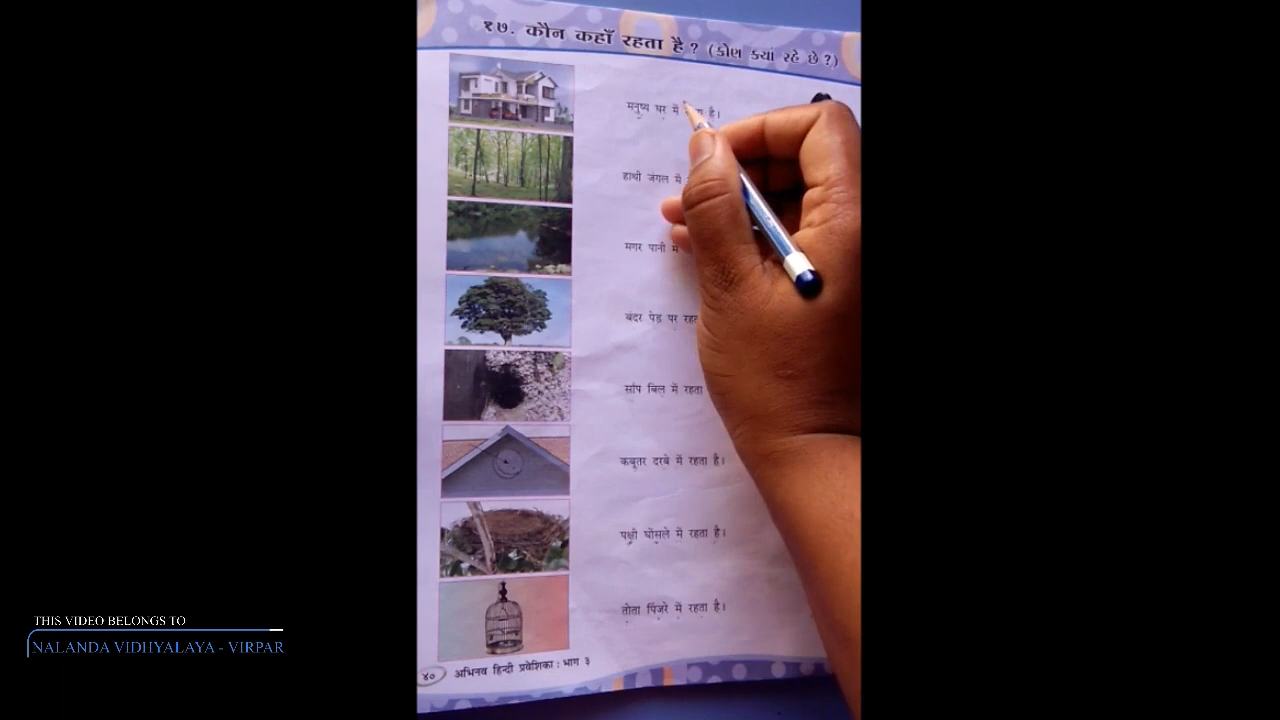 १७. कौन कहाँ रहता है ? (કોણ ક્યાં રહે છે ?)
मनुष्य घर में है।
हाथी जंगल में
मगर पानी में
बंदर पेड़ पर
साँप बिल में रहता
कबूतर दरबे में रहता है।
पक्षी घोंसले में रहता है।
तोता पिंजरे में रहता है।
४० अभिनव हिन्दी प्रवेशिका : भाग ३
THIS VIDEO BELONGS TO
NALANDA VIDHYALAYA - VIRPAR